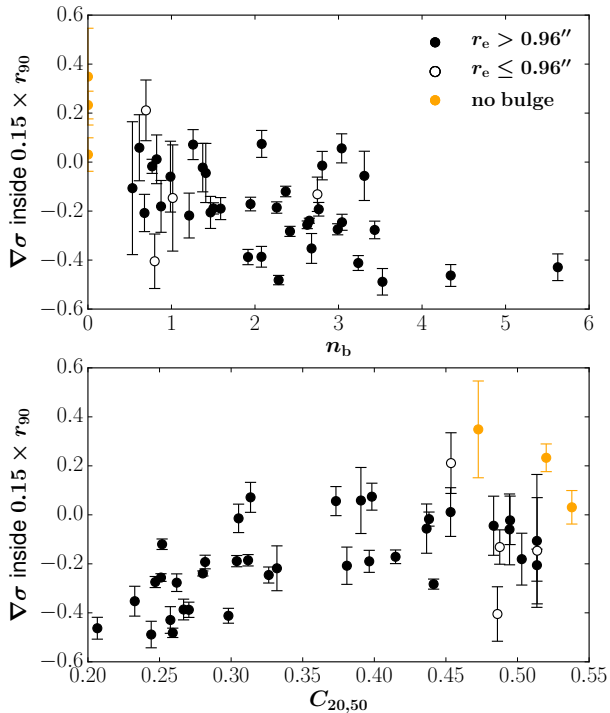 0.6
0.4
0.2
0.0
−0.2
−0.4
−0.6
∇σ inside 0.15 × r₉₀
r_e > 0.96″
r_e ≤ 0.96″
no bulge
0 1 2 3 4 5 6
n_b
0.6
0.4
0.2
0.0
−0.2
−0.4
−0.6
∇σ inside 0.15 × r₉₀
0.20 0.25 0.30 0.35 0.40 0.45 0.50 0.55
C₂₀,₅₀